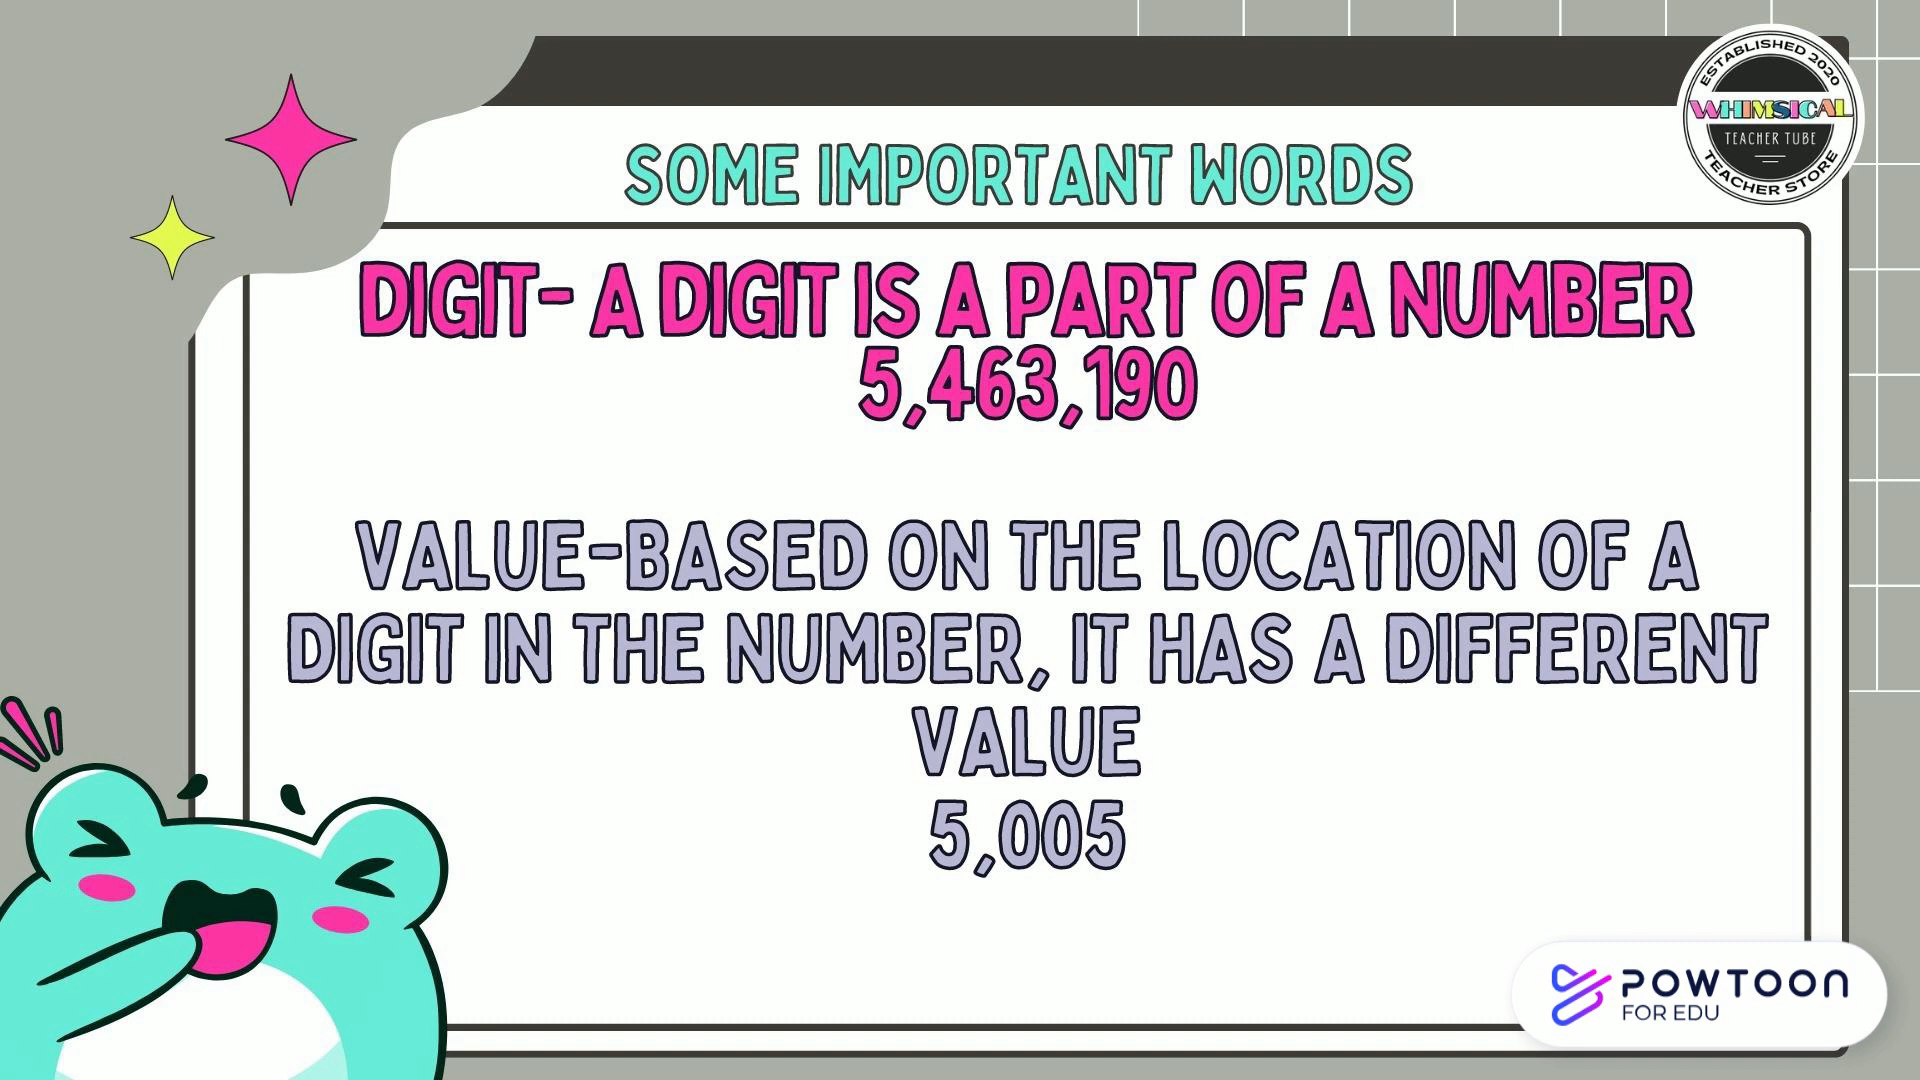 ESTABLISHED 2020
WHIMSICAL
TEACHER TUBE
TEACHER STORE
SOME IMPORTANT WORDS
DIGIT- A DIGIT IS A PART OF A NUMBER
5,463,190
VALUE-BASED ON THE LOCATION OF A
DIGIT IN THE NUMBER, IT HAS A DIFFERENT
VALUE
5,005
POWTOON
FOR EDU